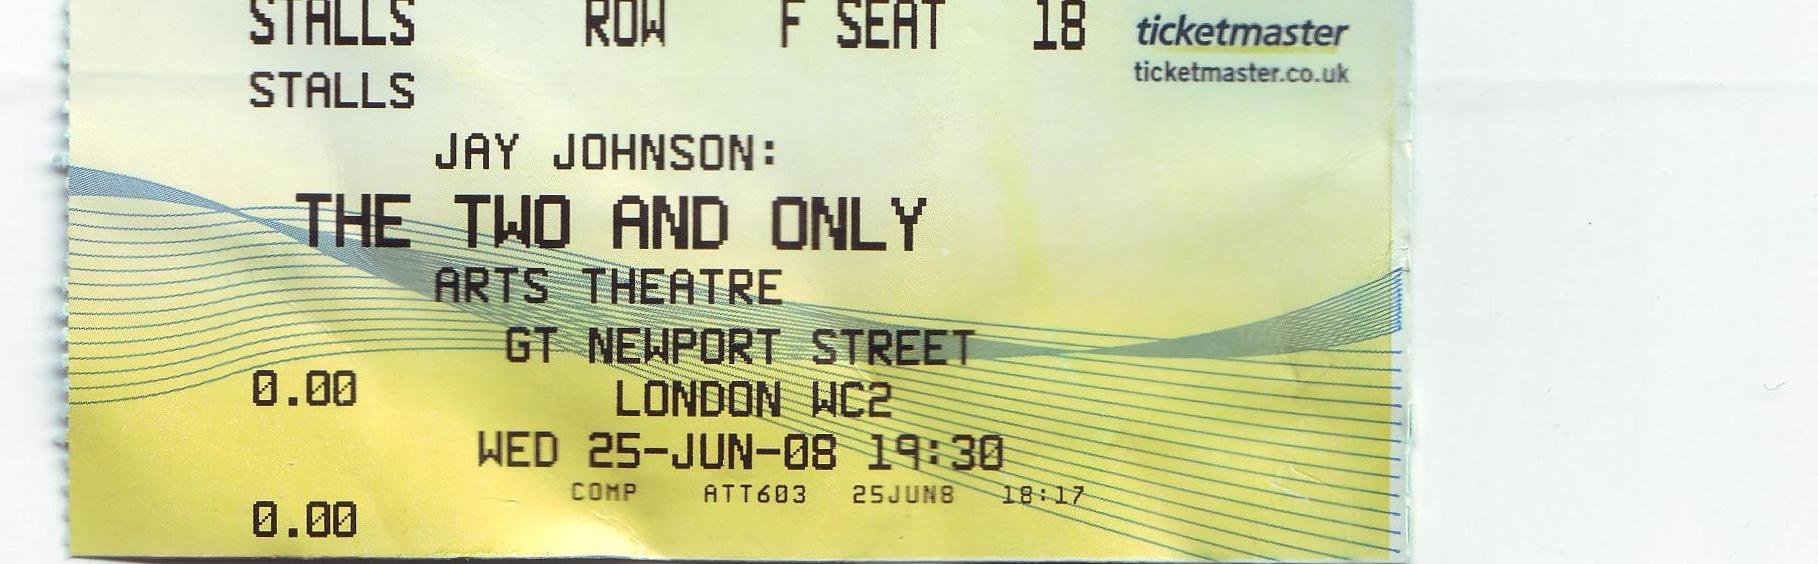 STALLS ROW F SEAT 18
ticketmaster
ticketmaster.co.uk
STALLS
JAY JOHNSON:
THE TWO AND ONLY
ARTS THEATRE
GT NEWPORT STREET
0.00
LONDON WC2
WED 25-JUN-08 19:30
COMP ATT603 25JUN8 18:17
0.00